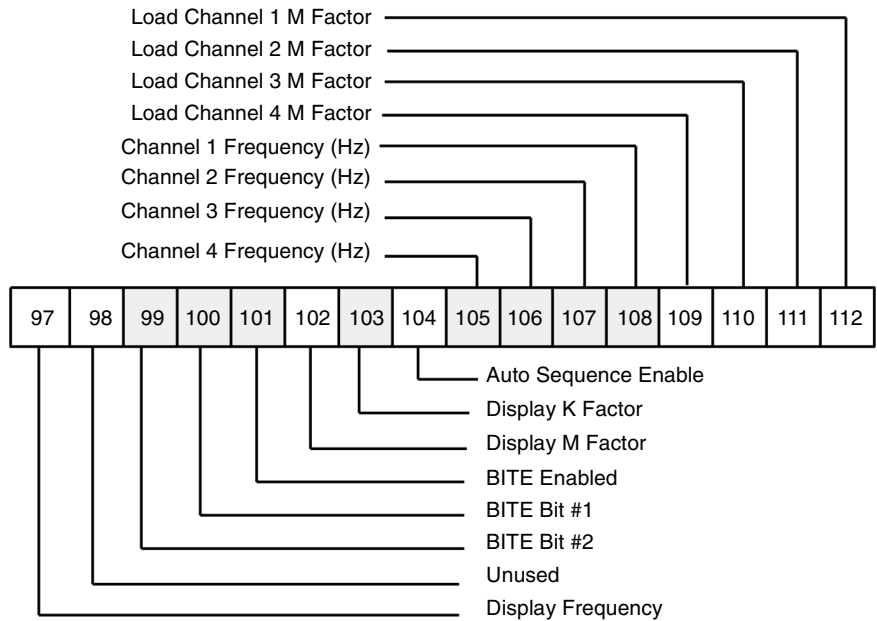 Load Channel 1 M Factor
Load Channel 2 M Factor
Load Channel 3 M Factor
Load Channel 4 M Factor
Channel 1 Frequency (Hz)
Channel 2 Frequency (Hz)
Channel 3 Frequency (Hz)
Channel 4 Frequency (Hz)
97 98 99 100 101 102 103 104 105 106 107 108 109 110 111 112
Auto Sequence Enable
Display K Factor
Display M Factor
BITE Enabled
BITE Bit #1
BITE Bit #2
Unused
Display Frequency